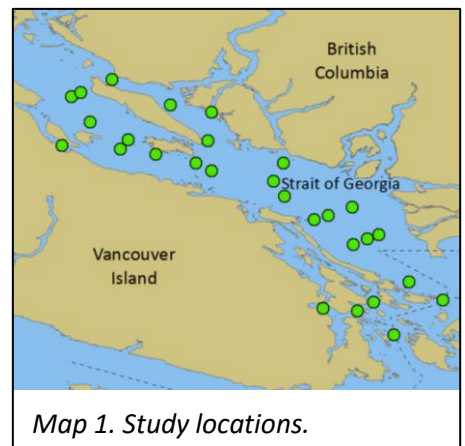 British
Columbia
Strait of Georgia
Vancouver
Island
Map 1. Study locations.